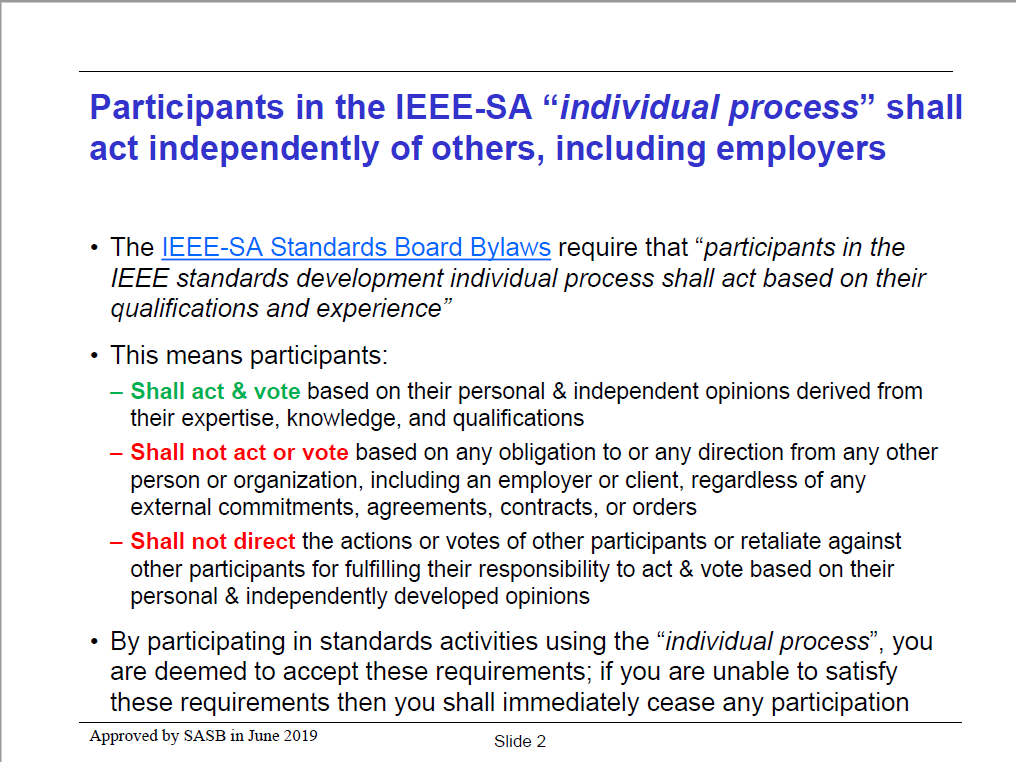 Participants in the IEEE-SA “individual process” shall
act independently of others, including employers
• The IEEE-SA Standards Board Bylaws require that “participants in the
IEEE standards development individual process shall act based on their
qualifications and experience”
• This means participants:
– Shall act & vote based on their personal & independent opinions derived from
their expertise, knowledge, and qualifications
– Shall not act or vote based on any obligation to or any direction from any other
person or organization, including an employer or client, regardless of any
external commitments, agreements, contracts, or orders
– Shall not direct the actions or votes of other participants or retaliate against
other participants for fulfilling their responsibility to act & vote based on their
personal & independently developed opinions
• By participating in standards activities using the “individual process”, you
are deemed to accept these requirements; if you are unable to satisfy
these requirements then you shall immediately cease any participation
Approved by SASB in June 2019
Slide 2